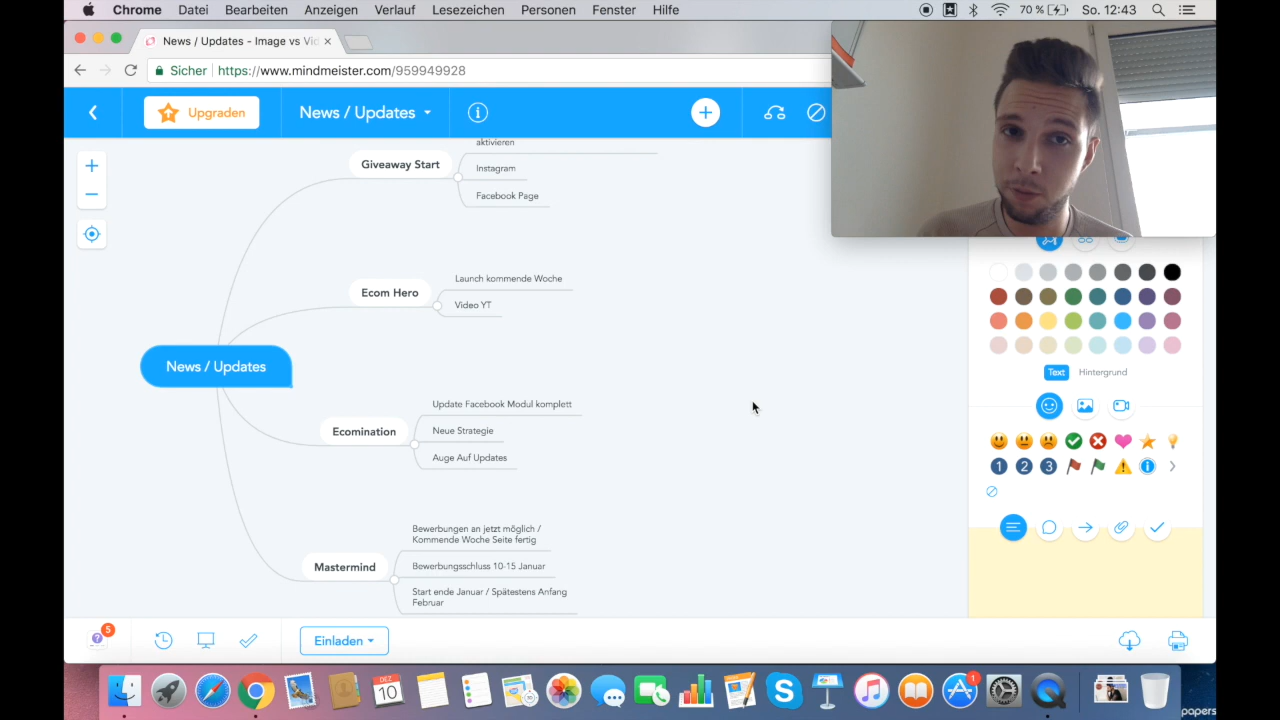 Chrome Datei Bearbeiten Anzeigen Verlauf Lesezeichen Personen Fenster Hilfe 70 % So. 12:43
News / Updates - Image vs Vid
Sicher https://www.mindmeister.com/959949928
Upgraden News / Updates
aktivieren
Giveaway Start
Instagram
Facebook Page
Launch kommende Woche
Ecom Hero
Video YT
News / Updates
Text Hintergrund
Update Facebook Modul komplett
Ecomination
Neue Strategie
Auge Auf Updates
1 2 3
Bewerbungen an jetzt möglich /
Kommende Woche Seite fertig
Mastermind
Bewerbungsschluss 10-15 Januar
Start ende Januar / Spätestens Anfang
Februar
5
Einladen
DEZ
10
1
papers